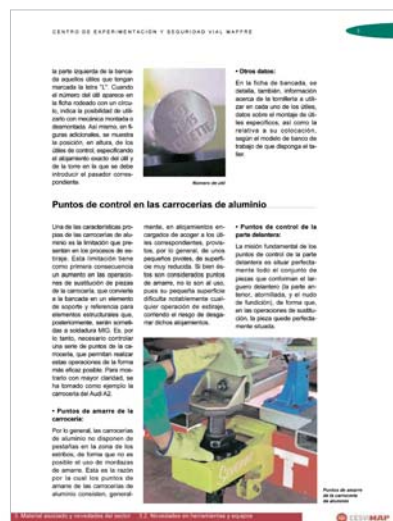 CENTRO DE EXPERIMENTACIÓN Y SEGURIDAD VIAL MAPFRE
la parte izquierda de la banca-
da aquellos útiles que tengan
marcada la letra "L". Cuando
el número del útil aparece en
la ficha rodeado con un círcu-
lo, indica la posibilidad de utili-
zarlo con mecánica montada o
desmontada. Así mismo, en fi-
guras adicionales, se muestra
la posición, en altura, de los
útiles de control, especificando
el alojamiento exacto del útil y
de la torre en la que se debe
introducir el pasador corres-
pondiente.
Número de útil
• Otros datos:
En la ficha de bancada, se
detalla, también, información
acerca de la tornillería a utili-
zar en cada uno de los útiles,
datos sobre el montaje de úti-
les específicos, así como la
relativa a su colocación,
según el modelo de banco de
trabajo de que disponga el ta-
ller.
Puntos de control en las carrocerías de aluminio
Una de las características pro-
pias de las carrocerías de alu-
minio es la limitación que pre-
sentan en los procesos de es-
tiraje. Esta limitación tiene
como primera consecuencia
un aumento en las operacio-
nes de sustitución de piezas
de la carrocería, que convierte
a la bancada en un elemento
de soporte y referencia para
elementos estructurales que,
posteriormente, serán someti-
das a soldadura MIG. Es, por
lo tanto, necesario controlar
una serie de puntos de la ca-
rrocería, que permitan realizar
estas operaciones de la forma
más eficaz posible. Para mos-
trarlo con mayor claridad, se
ha tomado como ejemplo la
carrocería del Audi A2.
• Puntos de amarre de la
carrocería:
Por lo general, las carrocerías
de aluminio no disponen de
pestañas en la zona de los
estribos, de forma que no es
posible el uso de mordazas
de amarre. Esta es la razón
por la cual los puntos de
amarre de las carrocerías de
aluminio consisten, general-
mente, en alojamientos en-
cargados de acoger a los úti-
les correspondientes, provis-
tos, por lo general, de unos
pequeños pivotes, de superfi-
cie muy reducida. Si bien és-
tos son considerados puntos
de amarre, no lo son al uso,
pues su pequeña superficie
dificulta notablemente cual-
quier operación de estiraje,
corriendo el riesgo de desga-
rrar dichos alojamientos.
• Puntos de control de la
parte delantera:
La misión fundamental de los
puntos de control de la parte
delantera es situar perfecta-
mente todo el conjunto de
piezas que conforman el lar-
guero delantero (la parte an-
terior, atornillada, y el nudo
de fundición), de forma que,
en las operaciones de sustitu-
ción, la pieza quede perfecta-
mente situada.
Puntos de amarre
de la carrocería
de aluminio
3. Material asociado y novedades del sector
3.2. Novedades en herramientas y equipos
CESVIMAP